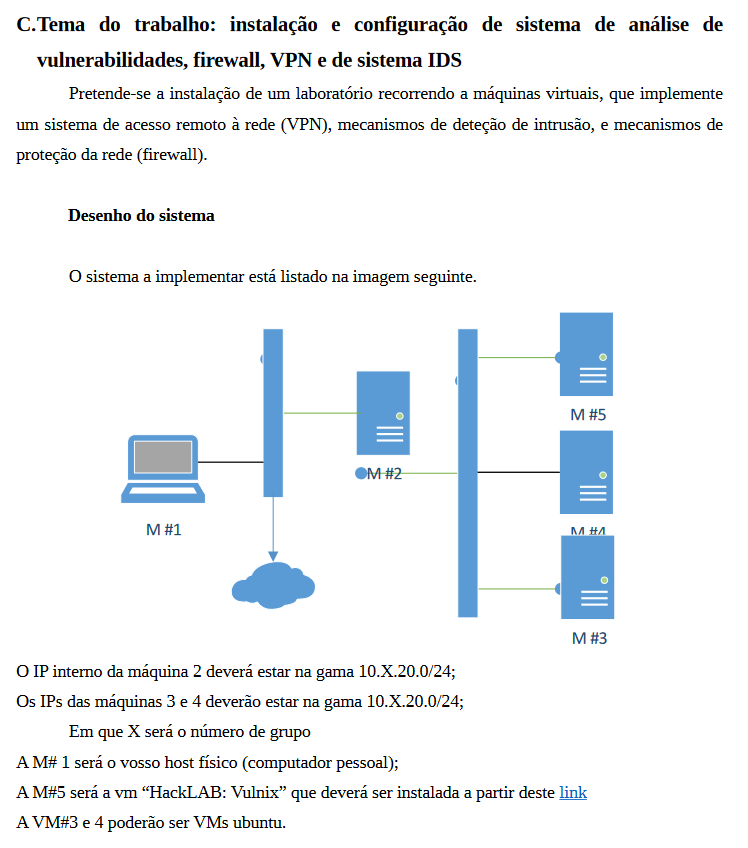 C.Tema do trabalho: instalação e configuração de sistema de análise de
vulnerabilidades, firewall, VPN e de sistema IDS
Pretende-se a instalação de um laboratório recorrendo a máquinas virtuais, que implemente
um sistema de acesso remoto à rede (VPN), mecanismos de deteção de intrusão, e mecanismos de
proteção da rede (firewall).
Desenho do sistema
O sistema a implementar está listado na imagem seguinte.
M #5
M #2
M #1
M #4
M #3
O IP interno da máquina 2 deverá estar na gama 10.X.20.0/24;
Os IPs das máquinas 3 e 4 deverão estar na gama 10.X.20.0/24;
Em que X será o número de grupo
A M# 1 será o vosso host físico (computador pessoal);
A M#5 será a vm “HackLAB: Vulnix” que deverá ser instalada a partir deste link
A VM#3 e 4 poderão ser VMs ubuntu.